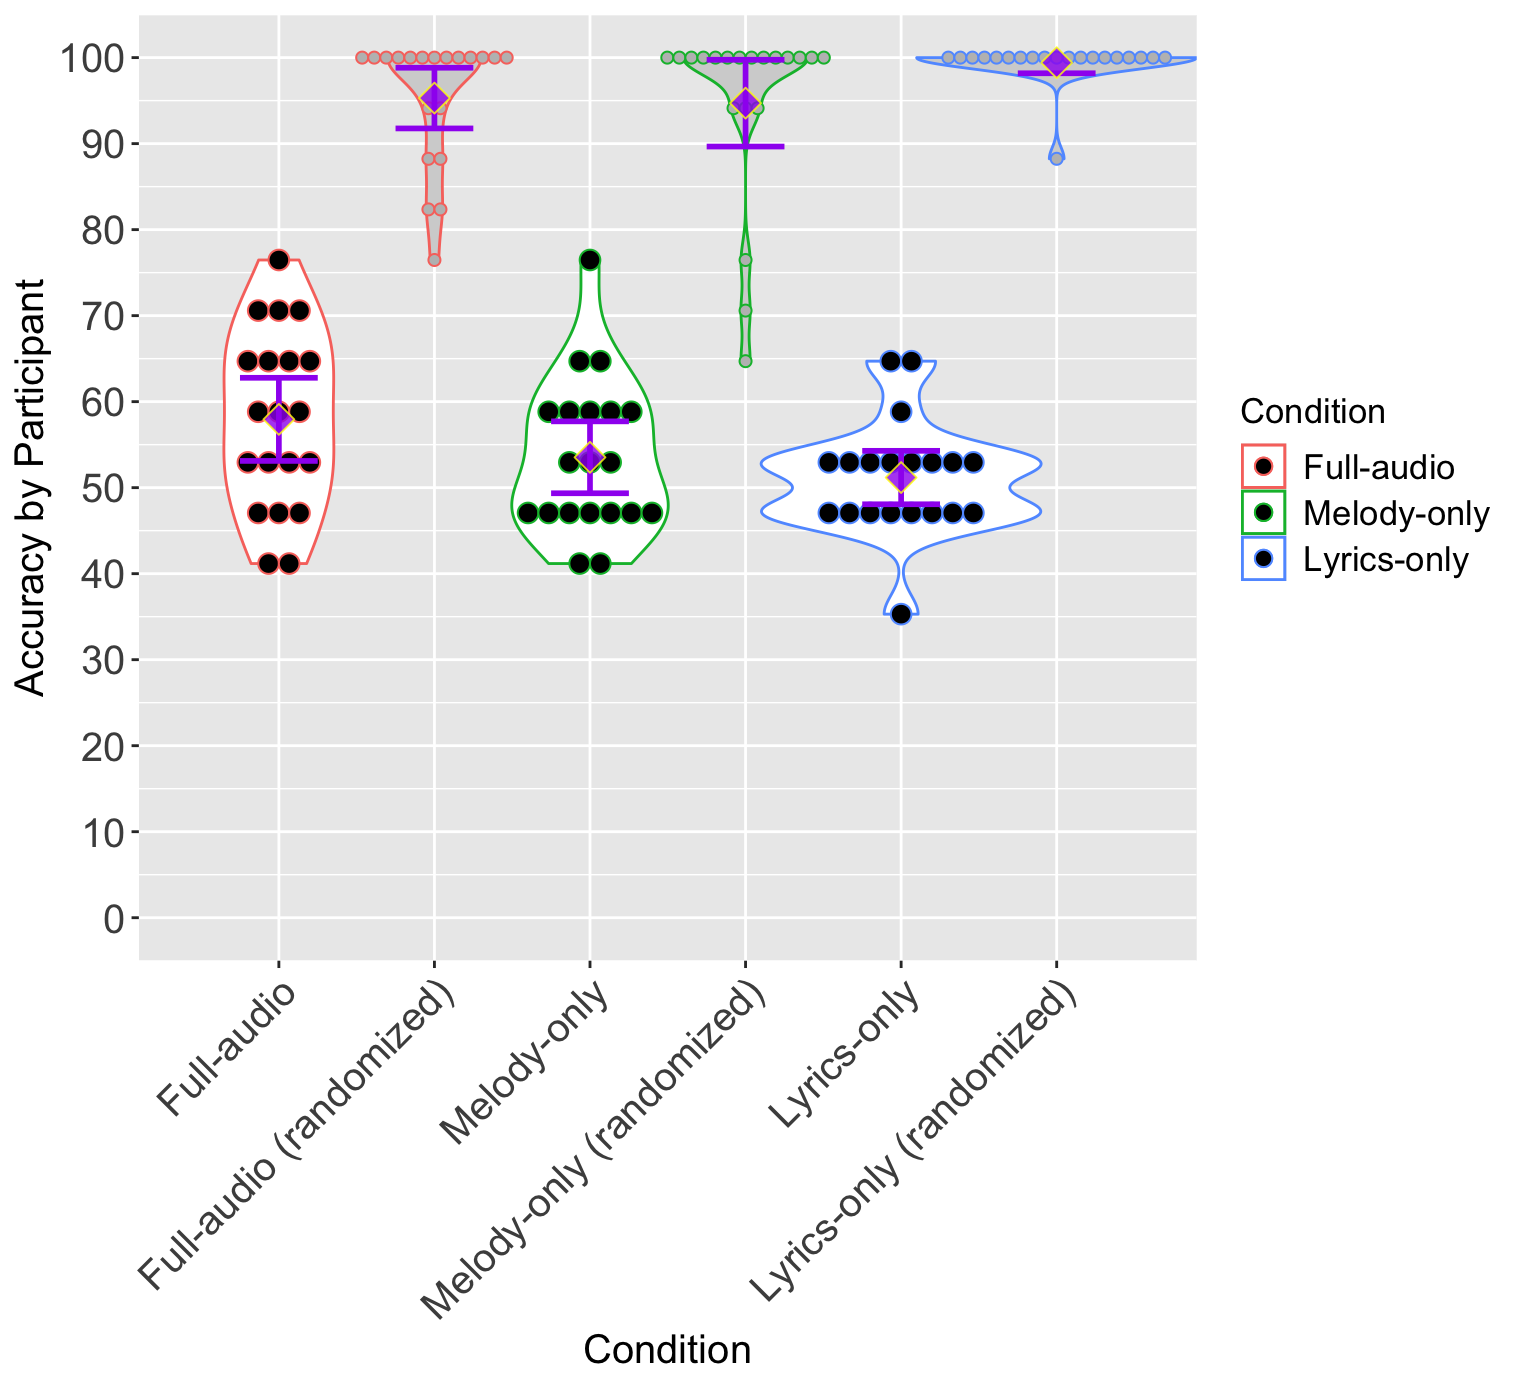 Accuracy by Participant
100
90
80
70
60
50
40
30
20
10
0
Full-audio
Full-audio (randomized)
Melody-only
Melody-only (randomized)
Lyrics-only
Lyrics-only (randomized)
Condition
Condition
Full-audio
Melody-only
Lyrics-only